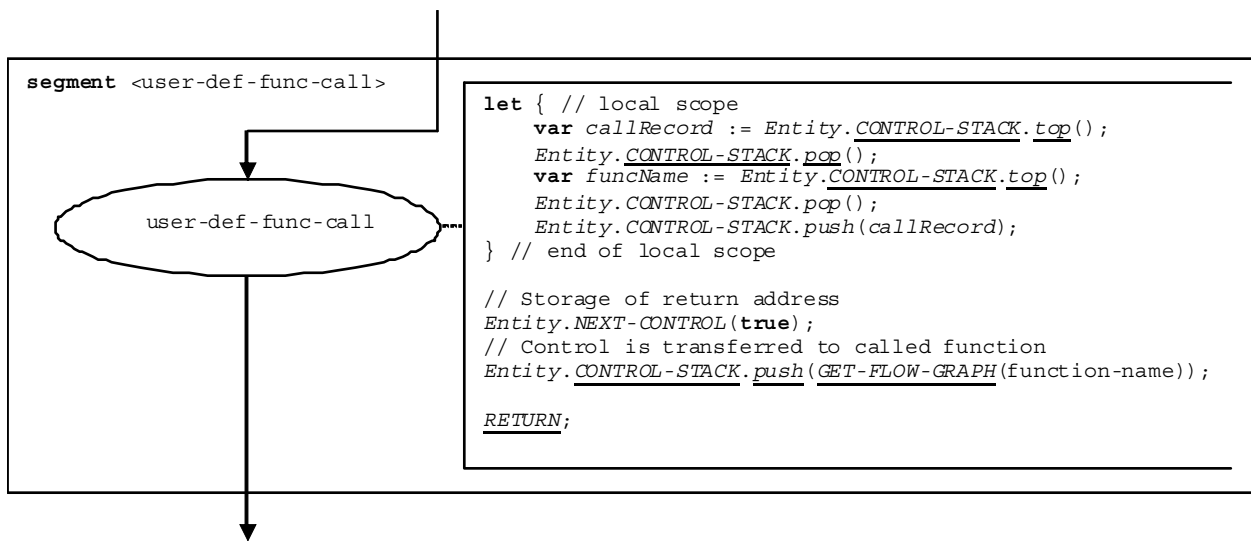 segment <user-def-func-call>
user-def-func-call
let { // local scope
var callRecord := Entity.CONTROL-STACK.top();
Entity.CONTROL-STACK.pop();
var funcName := Entity.CONTROL-STACK.top();
Entity.CONTROL-STACK.pop();
Entity.CONTROL-STACK.push(callRecord);
} // end of local scope
// Storage of return address
Entity.NEXT-CONTROL(true);
// Control is transferred to called function
Entity.CONTROL-STACK.push(GET-FLOW-GRAPH(function-name));
RETURN;